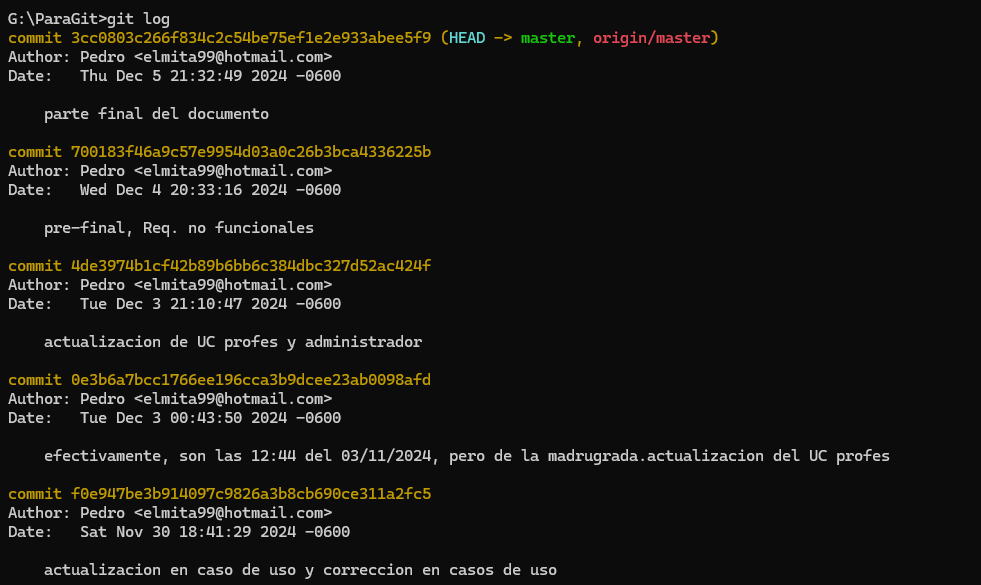 G:\ParaGit>git log
commit 3cc0803c266f834c2c54be75ef1e2e933abee5f9 (HEAD -> master, origin/master)
Author: Pedro <elmita99@hotmail.com>
Date:   Thu Dec 5 21:32:49 2024 -0600
parte final del documento
commit 700183f46a9c57e9954d03a0c26b3bca4336225b
Author: Pedro <elmita99@hotmail.com>
Date:   Wed Dec 4 20:33:16 2024 -0600
pre-final, Req. no funcionales
commit 4de3974b1cf42b89b6bb6c384dbc327d52ac424f
Author: Pedro <elmita99@hotmail.com>
Date:   Tue Dec 3 21:10:47 2024 -0600
actualizacion de UC profes y administrador
commit 0e3b6a7bcc1766ee196cca3b9dcee23ab0098afd
Author: Pedro <elmita99@hotmail.com>
Date:   Tue Dec 3 00:43:50 2024 -0600
efectivamente, son las 12:44 del 03/11/2024, pero de la madrugrada.actualizacion del UC profes
commit f0e947be3b914097c9826a3b8cb690ce311a2fc5
Author: Pedro <elmita99@hotmail.com>
Date:   Sat Nov 30 18:41:29 2024 -0600
actualizacion en caso de uso y correccion en casos de uso